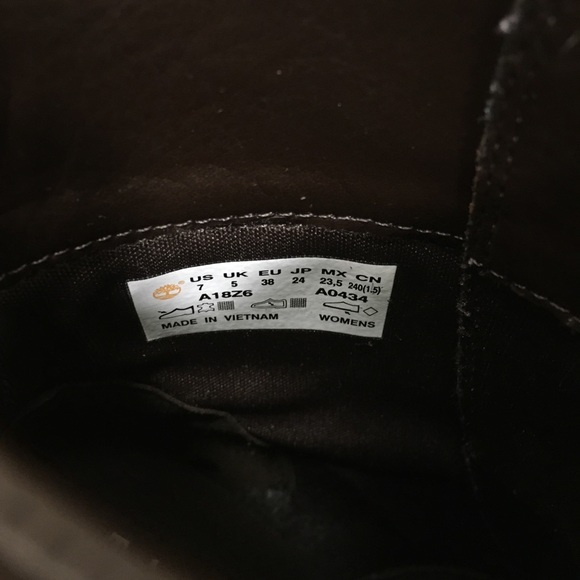 US UK EU JP MX CN
7 5 38 24 23,5 240(1.5)
A18Z6 A0434
MADE IN VIETNAM WOMENS